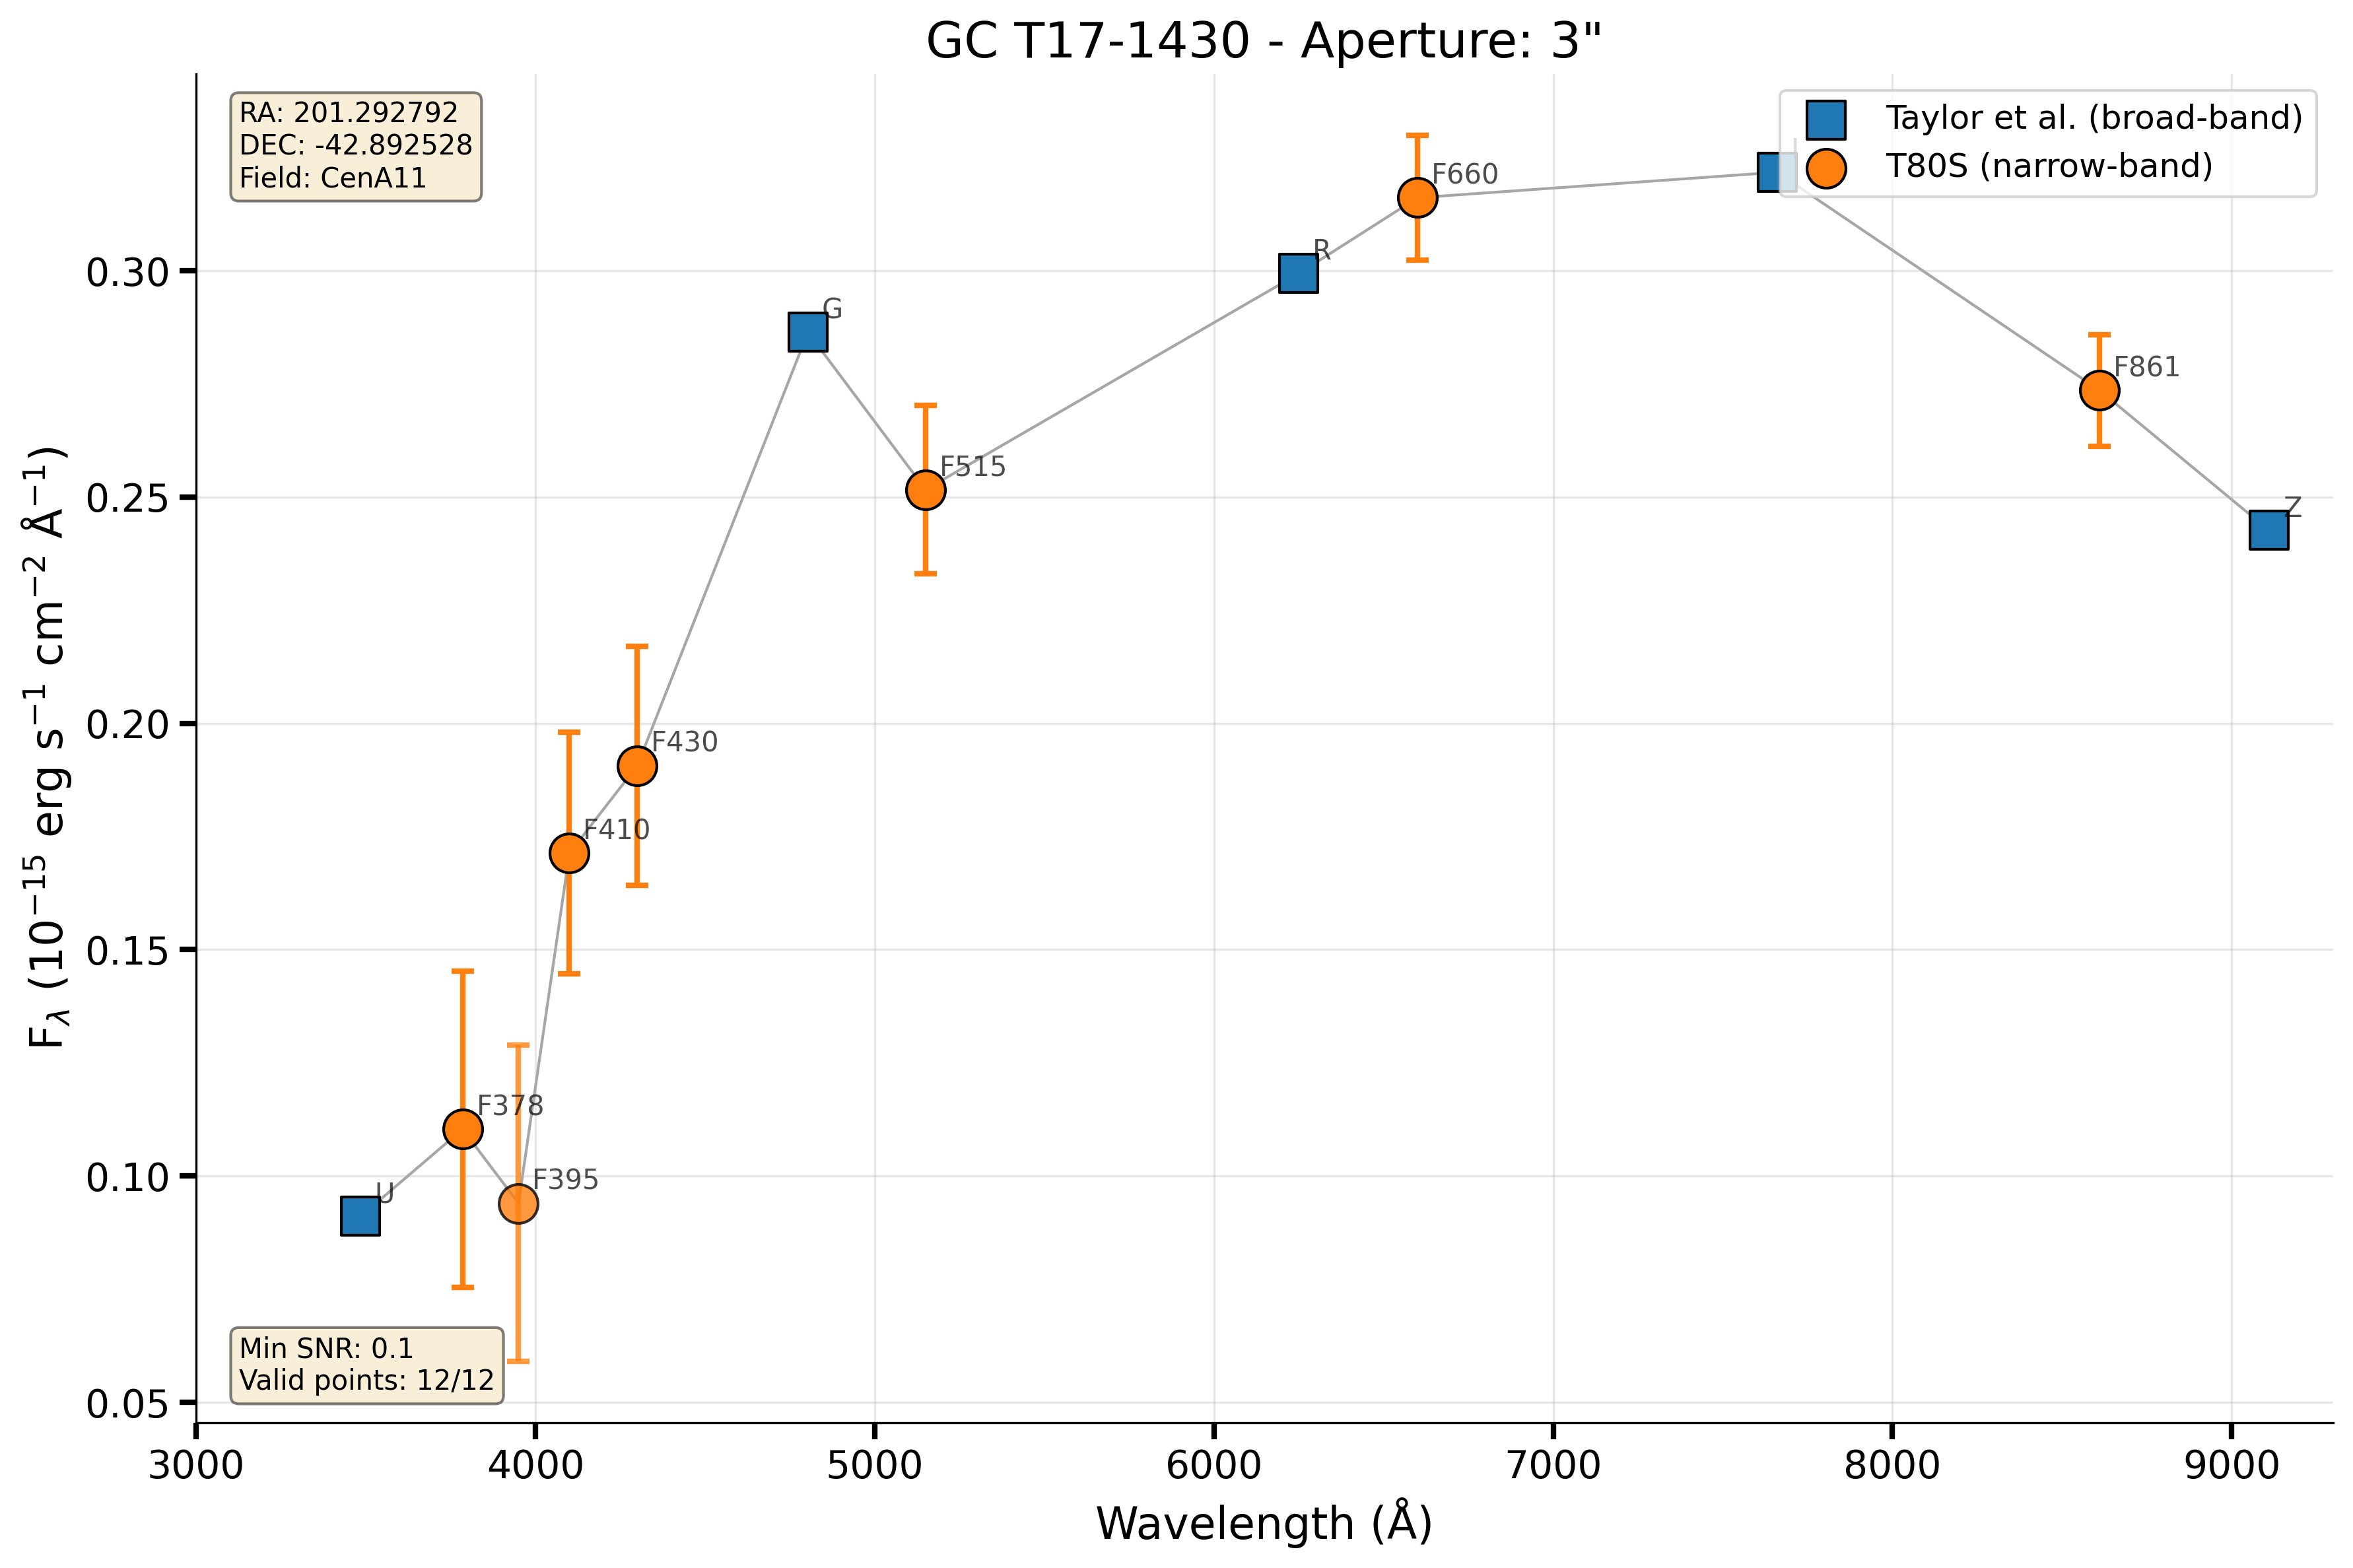 GC T17-1430 - Aperture: 3"
RA: 201.292792
DEC: -42.892528
Field: CenA11
Taylor et al. (broad-band)
T80S (narrow-band)
F660
R
G
F861
F515
Z
F430
F410
F378
F395
U
Min SNR: 0.1
Valid points: 12/12
0.30
0.25
0.20
0.15
0.10
0.05
F_λ (10⁻¹⁵ erg s⁻¹ cm⁻² Å⁻¹)
3000 4000 5000 6000 7000 8000 9000
Wavelength (Å)